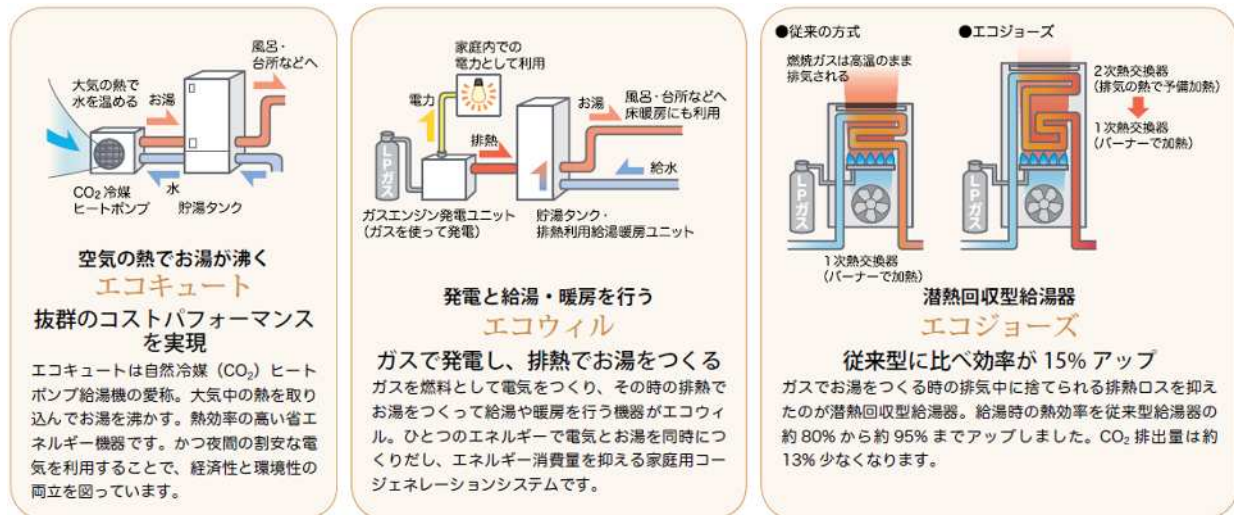 大気の熱で
水を温める
お湯
風呂・
台所などへ
水
CO₂冷媒
ヒートポンプ
貯湯タンク
空気の熱でお湯が沸く
エコキュート
抜群のコストパフォーマンス
を実現
エコキュートは自然冷媒（CO₂）ヒート
ポンプ給湯機の愛称。大気中の熱を取り
込んでお湯を沸かす。熱効率の高い省エ
ネルギー機器です。かつ夜間の割安な電
気を利用することで、経済性と環境性の
両立を図っています。
家庭内での
電力として利用
電力
お湯
風呂・台所などへ
床暖房にも利用
排熱
LPガス
給水
ガスエンジン発電ユニット
（ガスを使って発電）
貯湯タンク・
排熱利用給湯暖房ユニット
発電と給湯・暖房を行う
エコウィル
ガスで発電し、排熱でお湯をつくる
ガスを燃料として電気をつくり、その時の排熱で
お湯をつくって給湯や暖房を行う機器がエコウィ
ル。ひとつのエネルギーで電気とお湯を同時につ
くりだし、エネルギー消費量を抑える家庭用コー
ジェネレーションシステムです。
●従来の方式
燃焼ガスは高温のまま
排気される
LPガス
1次熱交換器
（バーナーで加熱）
●エコジョーズ
2次熱交換器
（排気の熱で予備加熱）
1次熱交換器
（バーナーで加熱）
LPガス
潜熱回収型給湯器
エコジョーズ
従来型に比べ効率が 15% アップ
ガスでお湯をつくる時の排気中に捨てられる排熱ロスを抑え
たのが潜熱回収型給湯器。給湯時の熱効率を従来型給湯器の
約 80% から約 95% までアップしました。CO₂ 排出量は約
13% 少なくなります。